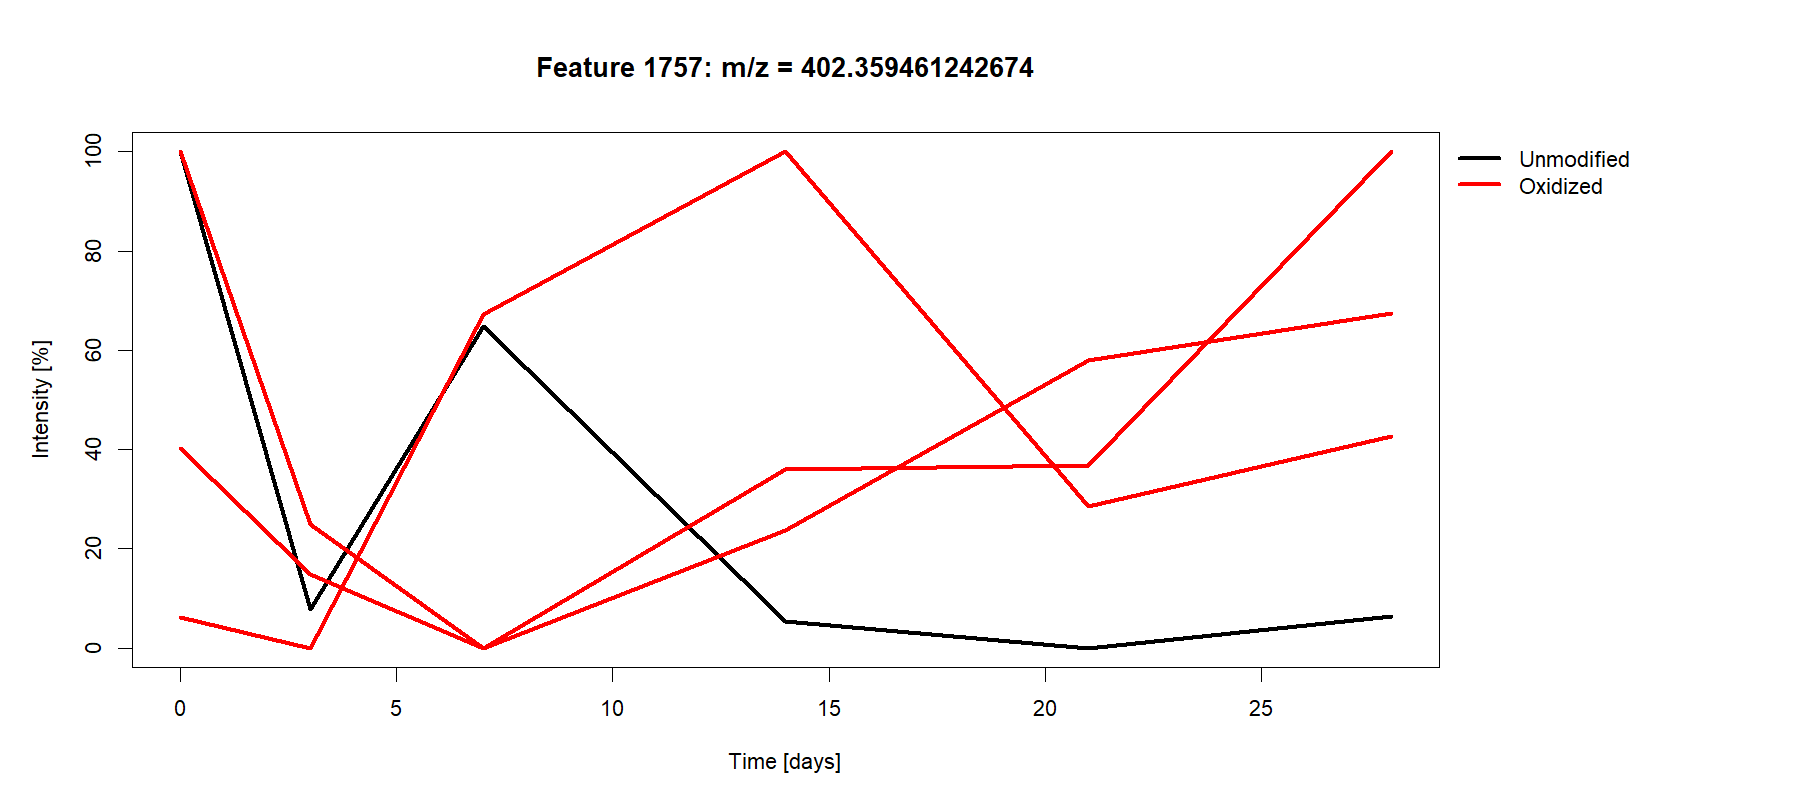 Feature 1757: m/z = 402.359461242674
Unmodified
Oxidized
100
80
60
40
20
0
Intensity [%]
0 5 10 15 20 25
Time [days]